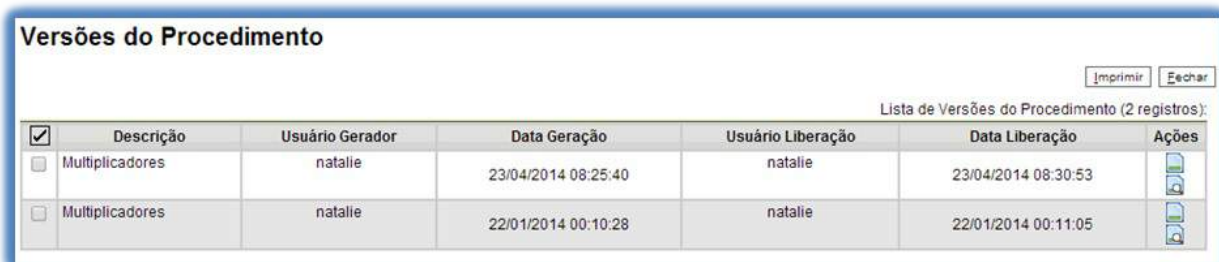 Versões do Procedimento
Imprimir Fechar
Lista de Versões do Procedimento (2 registros):
Descrição Usuário Gerador Data Geração Usuário Liberação Data Liberação Ações
Multiplicadores natalie 23/04/2014 08:25:40 natalie 23/04/2014 08:30:53
Multiplicadores natalie 22/01/2014 00:10:28 natalie 22/01/2014 00:11:05